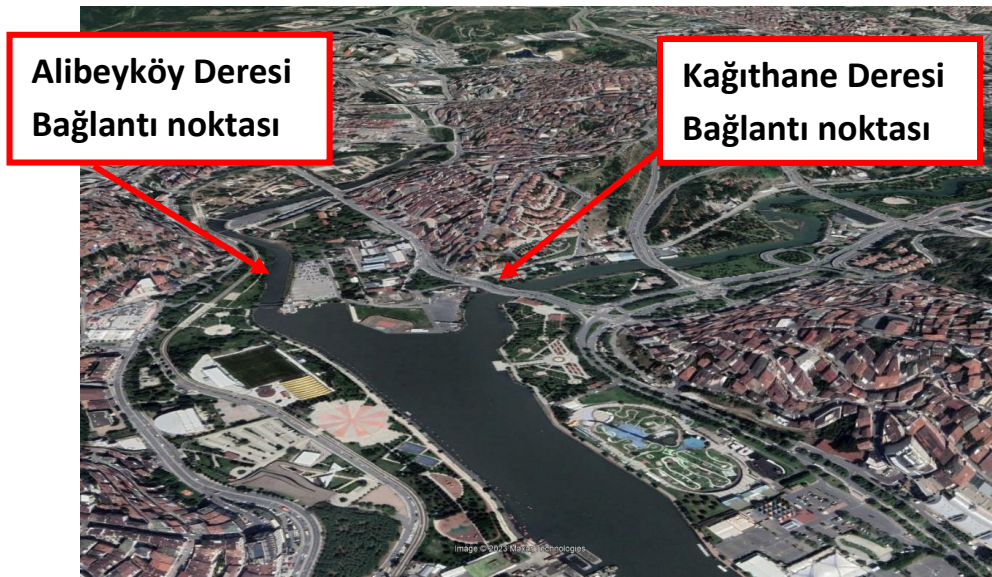 Alibeyköy Deresi
Bağlantı noktası
Kağıthane Deresi
Bağlantı noktası
Image © 2023 Maxar Technologies